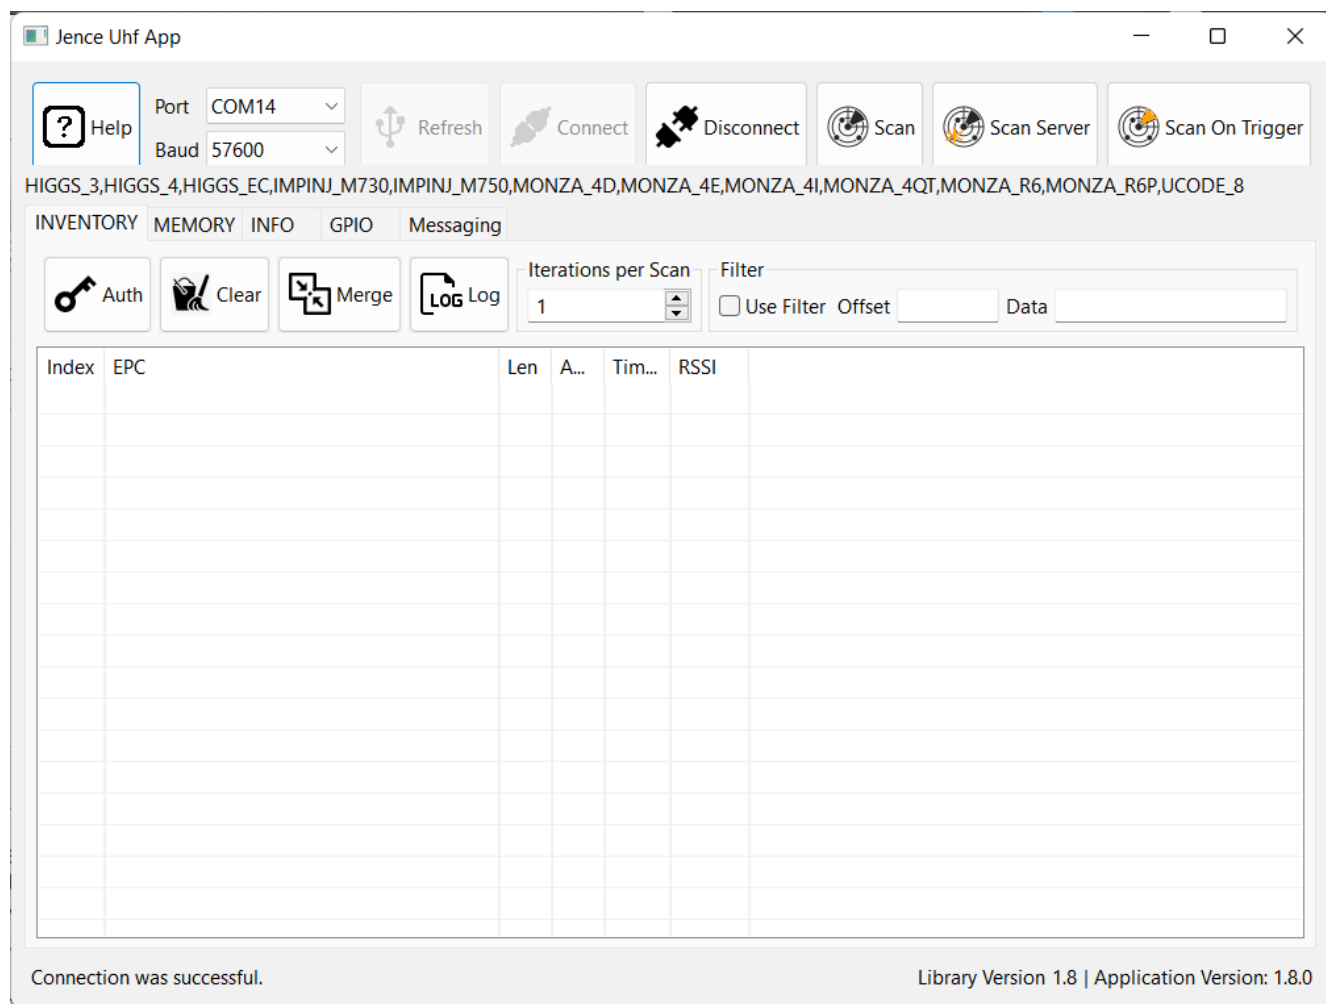 Jence Uhf App
? Help
Port COM14
Baud 57600
Refresh
Connect
Disconnect
Scan
Scan Server
Scan On Trigger
HIGGS_3,HIGGS_4,HIGGS_EC,IMPINJ_M730,IMPINJ_M750,MONZA_4D,MONZA_4E,MONZA_4I,MONZA_4QT,MONZA_R6,MONZA_R6P,UCODE_8
INVENTORY MEMORY INFO GPIO Messaging
Auth
Clear
Merge
LOG Log
Iterations per Scan
1
Filter
Use Filter Offset Data
Index EPC Len A... Tim... RSSI
Connection was successful.
Library Version 1.8 | Application Version: 1.8.0